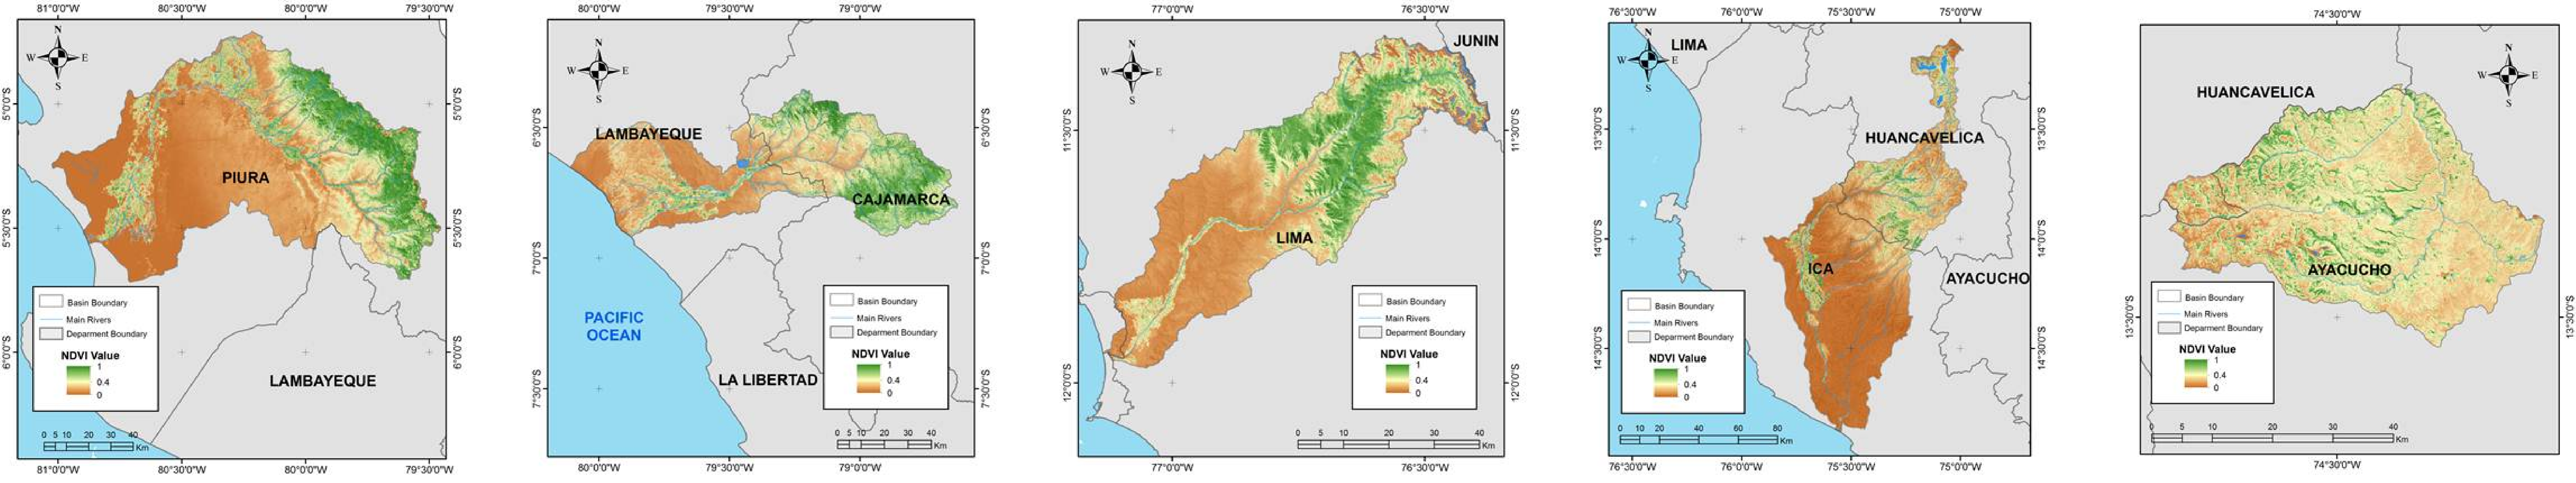 81°0'0"W 80°30'0"W 80°0'0"W 79°30'0"W
N
W E
S
5°0'0"S
5°30'0"S
6°0'0"S
PIURA
LAMBAYEQUE
Basin Boundary
Main Rivers
Deparment Boundary
NDVI Value
1
0.4
0
0 5 10 20 30 40
Km
5°0'0"S
5°30'0"S
6°0'0"S
81°0'0"W 80°30'0"W 80°0'0"W 79°30'0"W
80°0'0"W 79°30'0"W 79°0'0"W
N
W E
S
6°30'0"S
7°0'0"S
7°30'0"S
LAMBAYEQUE
CAJAMARCA
PACIFIC
OCEAN
LA LIBERTAD
Basin Boundary
Main Rivers
Deparment Boundary
NDVI Value
1
0.4
0
0 5 10 20 30 40
Km
6°30'0"S
7°0'0"S
7°30'0"S
80°0'0"W 79°30'0"W 79°0'0"W
77°0'0"W 76°30'0"W
N
W E
S
JUNIN
11°30'0"S
12°0'0"S
LIMA
Basin Boundary
Main Rivers
Deparment Boundary
NDVI Value
1
0.4
0
0 5 10 20 30 40
Km
11°30'0"S
12°0'0"S
77°0'0"W 76°30'0"W
76°30'0"W 76°0'0"W 75°30'0"W 75°0'0"W
N
W E
S
LIMA
13°30'0"S
14°0'0"S
14°30'0"S
HUANCAVELICA
ICA
AYACUCHO
Basin Boundary
Main Rivers
Deparment Boundary
NDVI Value
1
0.4
0
0 10 20 40 60 80
Km
13°30'0"S
14°0'0"S
14°30'0"S
76°30'0"W 76°0'0"W 75°30'0"W 75°0'0"W
74°30'0"W
N
W E
S
HUANCAVELICA
AYACUCHO
13°30'0"S
Basin Boundary
Main Rivers
Deparment Boundary
NDVI Value
1
0.4
0
0 5 10 20 30 40
Km
13°30'0"S
74°30'0"W